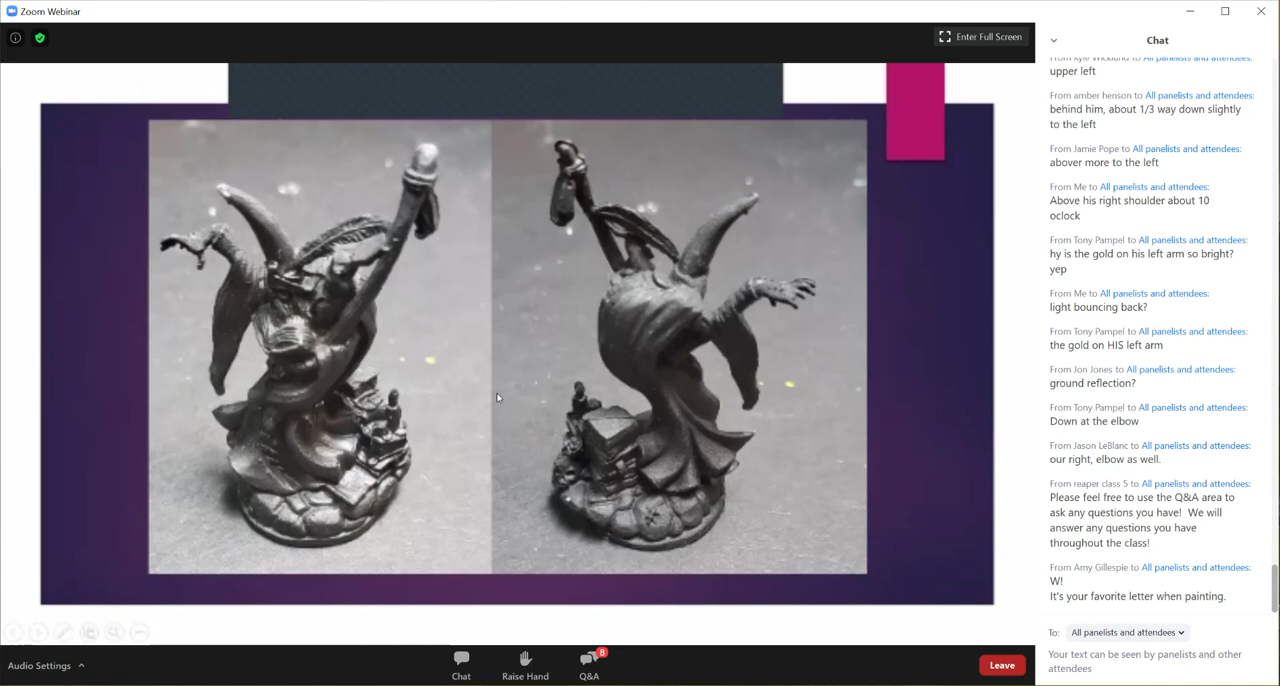 Zoom Webinar
Enter Full Screen
Chat
From Kyle Wicklund to All panelists and attendees:
upper left
From amber henson to All panelists and attendees:
behind him, about 1/3 way down slightly
to the left
From Jamie Pope to All panelists and attendees:
abover more to the left
From Me to All panelists and attendees:
Above his right shoulder about 10
oclock
From Tony Pampel to All panelists and attendees:
hy is the gold on his left arm so bright?
yep
From Me to All panelists and attendees:
light bouncing back?
From Tony Pampel to All panelists and attendees:
the gold on HIS left arm
From Jon Jones to All panelists and attendees:
ground reflection?
From Tony Pampel to All panelists and attendees:
Down at the elbow
From Jason LeBlanc to All panelists and attendees:
our right, elbow as well.
From reaper class 5 to All panelists and attendees:
Please feel free to use the Q&A area to
ask any questions you have! We will
answer any questions you have
throughout the class!
From Amy Gillespie to All panelists and attendees:
W!
It's your favorite letter when painting.
To: All panelists and attendees
Your text can be seen by panelists and other
attendees
Audio Settings
Chat
Raise Hand
8
Q&A
Leave